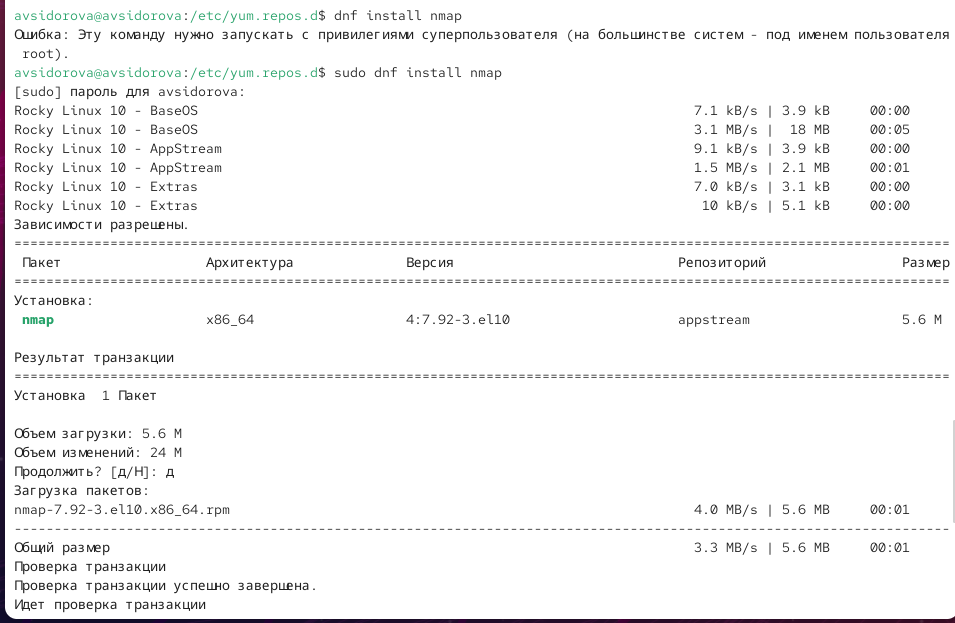 avsidorova@avsidorova:/etc/yum.repos.d$ dnf install nmap
Ошибка: Эту команду нужно запускать с привилегиями суперпользователя (на большинстве систем - под именем пользователя
root).
avsidorova@avsidorova:/etc/yum.repos.d$ sudo dnf install nmap
[sudo] пароль для avsidorova:
Rocky Linux 10 - BaseOS 7.1 kB/s | 3.9 kB 00:00
Rocky Linux 10 - BaseOS 3.1 MB/s | 18 MB 00:05
Rocky Linux 10 - AppStream 9.1 kB/s | 3.9 kB 00:00
Rocky Linux 10 - AppStream 1.5 MB/s | 2.1 MB 00:01
Rocky Linux 10 - Extras 7.0 kB/s | 3.1 kB 00:00
Rocky Linux 10 - Extras 10 kB/s | 5.1 kB 00:00
Зависимости разрешены.
================================================================================
Пакет Архитектура Версия Репозиторий Размер
================================================================================
Установка:
nmap x86_64 4:7.92-3.el10 appstream 5.6 M
Результат транзакции
================================================================================
Установка 1 Пакет
Объем загрузки: 5.6 M
Объем изменений: 24 M
Продолжить? [д/Н]: д
Загрузка пакетов:
nmap-7.92-3.el10.x86_64.rpm 4.0 MB/s | 5.6 MB 00:01
--------------------------------------------------------------------------------
Общий размер 3.3 MB/s | 5.6 MB 00:01
Проверка транзакции
Проверка транзакции успешно завершена.
Идет проверка транзакции